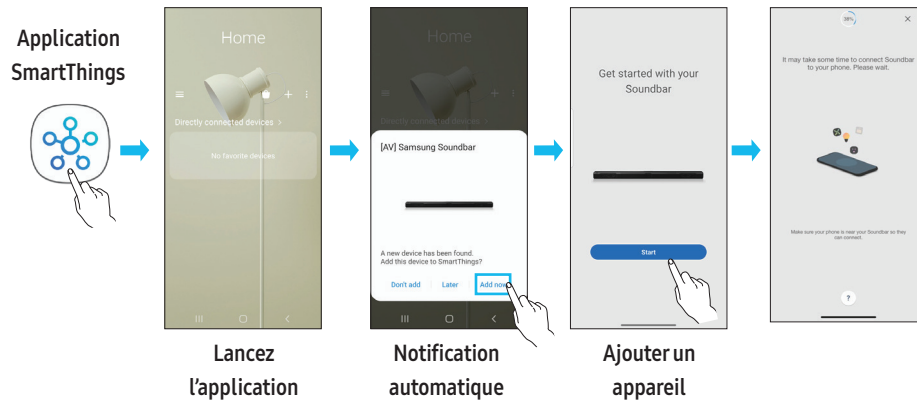 Application
SmartThings
Home
Directly connected devices >
No favorite devices
Lancez
l'application
Home
Directly connected devices >
[AV] Samsung Soundbar
A new device has been found.
Add this device to SmartThings?
Don't add Later Add now
Notification
automatique
Get started with your
Soundbar
Start
Ajouter un
appareil
38%
It may take some time to connect Soundbar
to your phone. Please wait.
Make sure your phone is near your Soundbar so they
can connect.
?